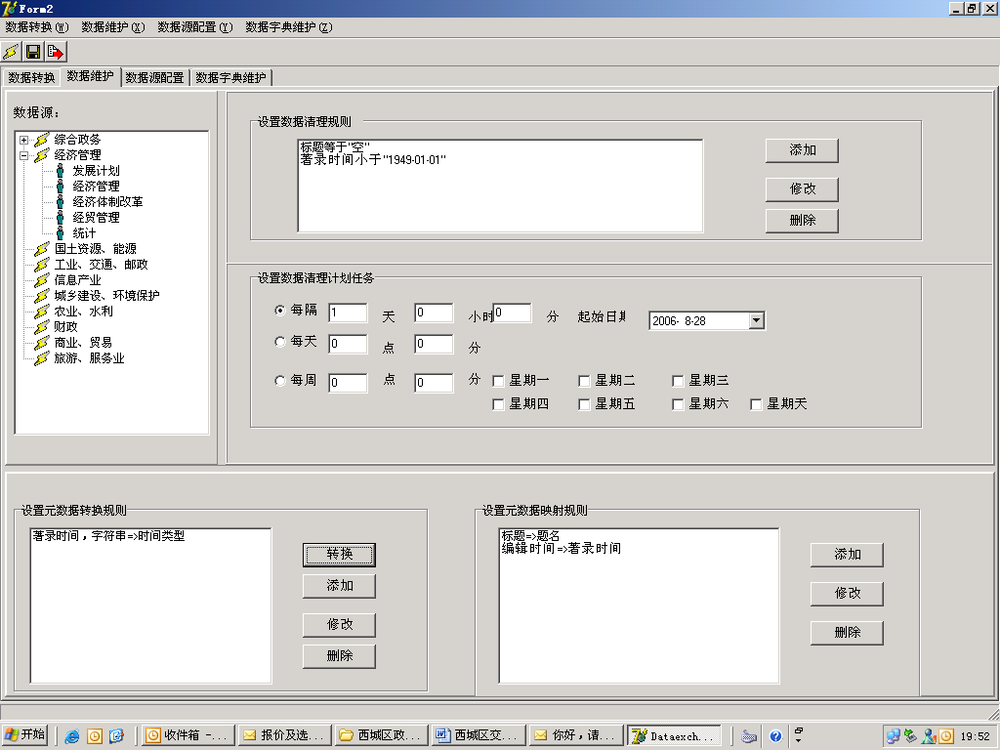 Form2
数据转换(W) 数据维护(X) 数据源配置(Y) 数据字典维护(Z)
数据转换 数据维护 数据源配置 数据字典维护
数据源:
综合政务
经济管理
发展计划
经济管理
经济体制改革
经贸管理
统计
国土资源、能源
工业、交通、邮政
信息产业
城乡建设、环境保护
农业、水利
财政
商业、贸易
旅游、服务业
设置数据清理规则
标题等于"空"
著录时间小于"1949-01-01"
添加
修改
删除
设置数据清理计划任务
每隔 1 天 0 小时 0 分 起始日期 2006- 8-28
每天 0 点 0 分
每周 0 点 0 分 星期一 星期二 星期三
星期四 星期五 星期六 星期天
设置元数据转换规则
著录时间，字符串=>时间类型
转换
添加
修改
删除
设置元数据映射规则
标题=>题名
编辑时间=>著录时间
添加
修改
删除
开始 收件箱 -... 报价及选... 西城区政... 西城区交... 你好，请... Dataexch... 19:52